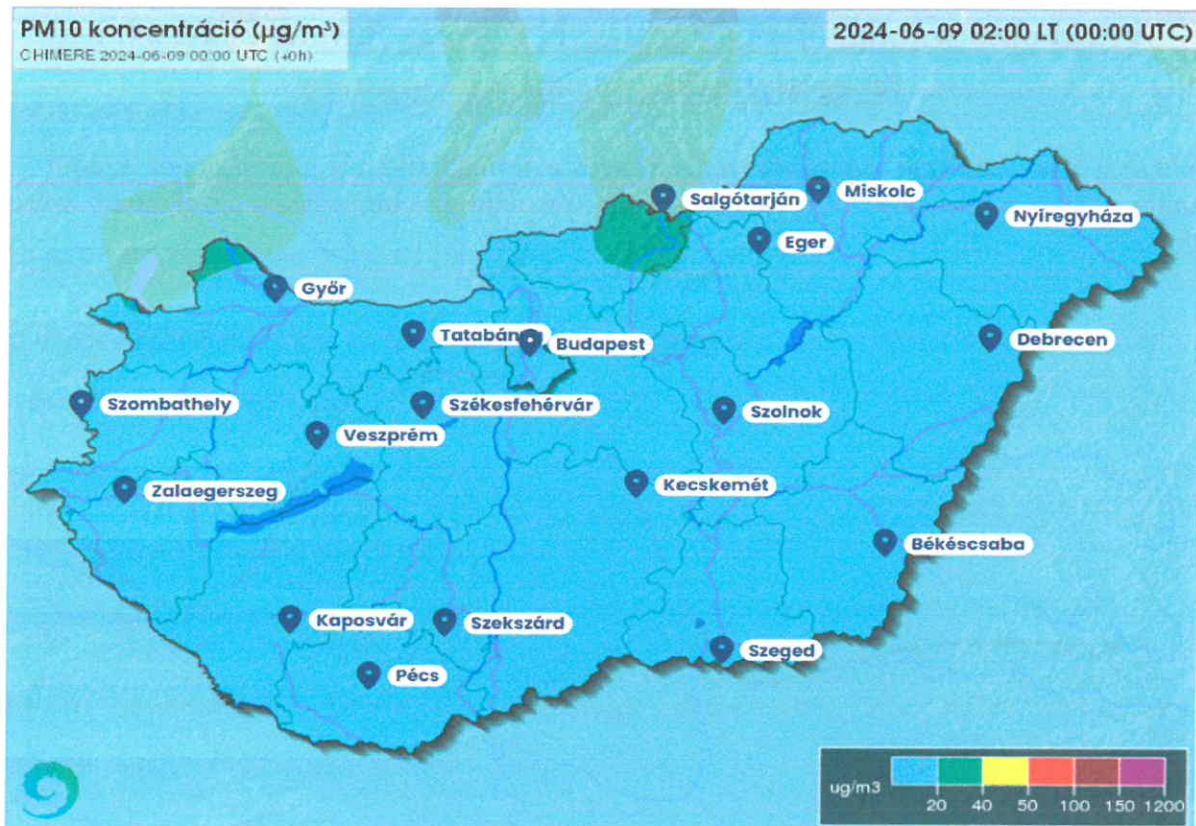 PM10 koncentráció (µg/m³)
2024-06-09 02:00 LT (00:00 UTC)
CHIMERE 2024-06-09 00:00 UTC (+0h)
Salgótarján
Miskolc
Nyíregyháza
Eger
Győr
Tatabán
Budapest
Debrecen
Szombathely
Székesfehérvár
Szolnok
Veszprém
Zalaegerszeg
Kecskemét
Békéscsaba
Kaposvár
Szekszárd
Szeged
Pécs
ug/m3
20 40 50 100 150 1200